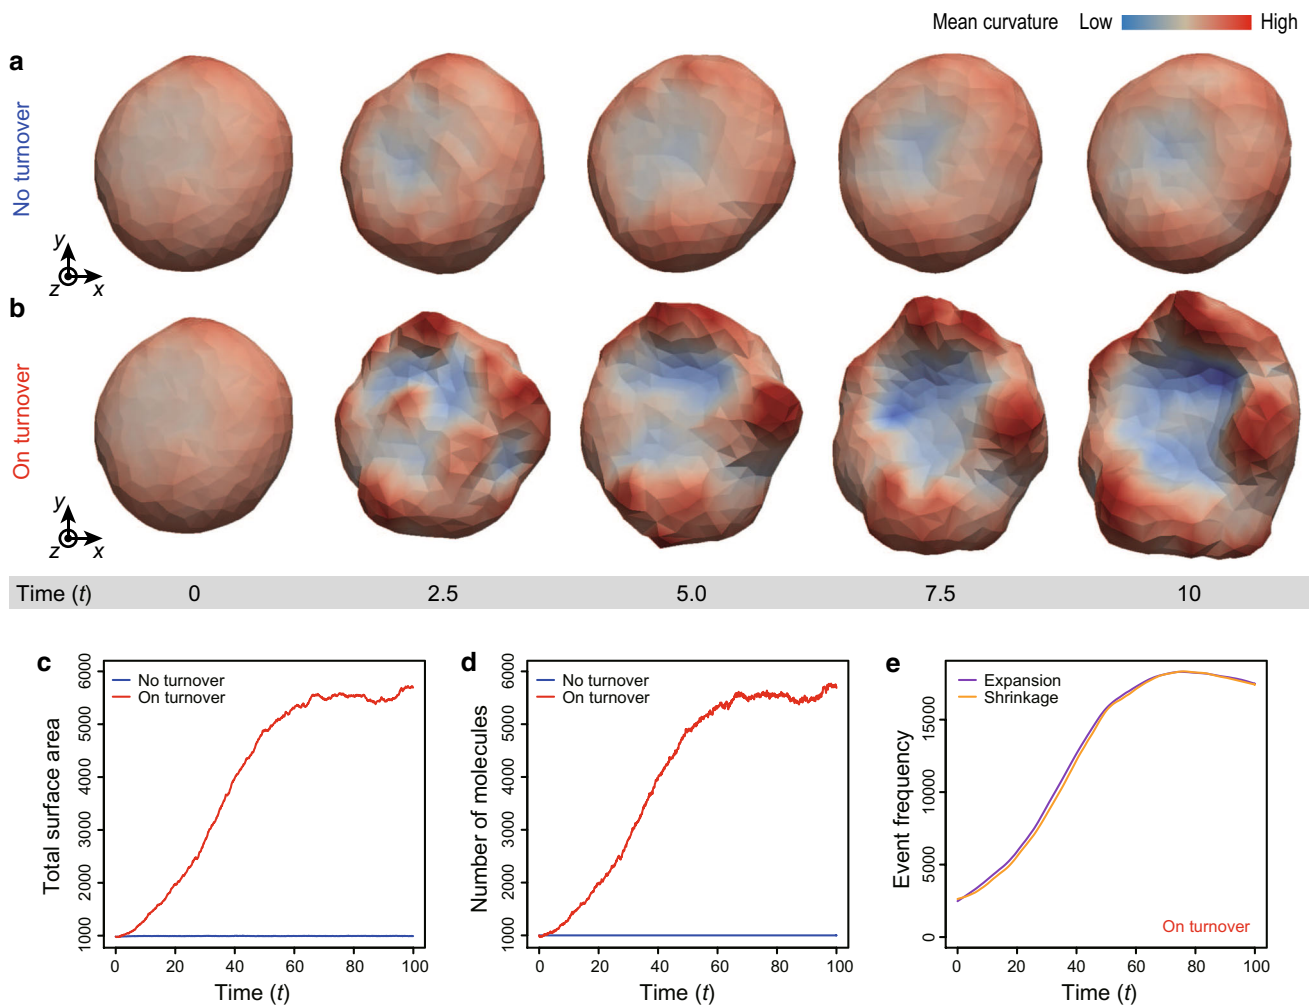 Mean curvature Low High
a
No turnover
y
z x
b
On turnover
y
z x
Time (t) 0 2.5 5.0 7.5 10
c
No turnover
On turnover
Total surface area
1000 2000 3000 4000 5000 6000
0 20 40 60 80 100
Time (t)
d
No turnover
On turnover
Number of molecules
1000 2000 3000 4000 5000 6000
0 20 40 60 80 100
Time (t)
e
Expansion
Shrinkage
Event frequency
0 5000 10000 15000
On turnover
0 20 40 60 80 100
Time (t)